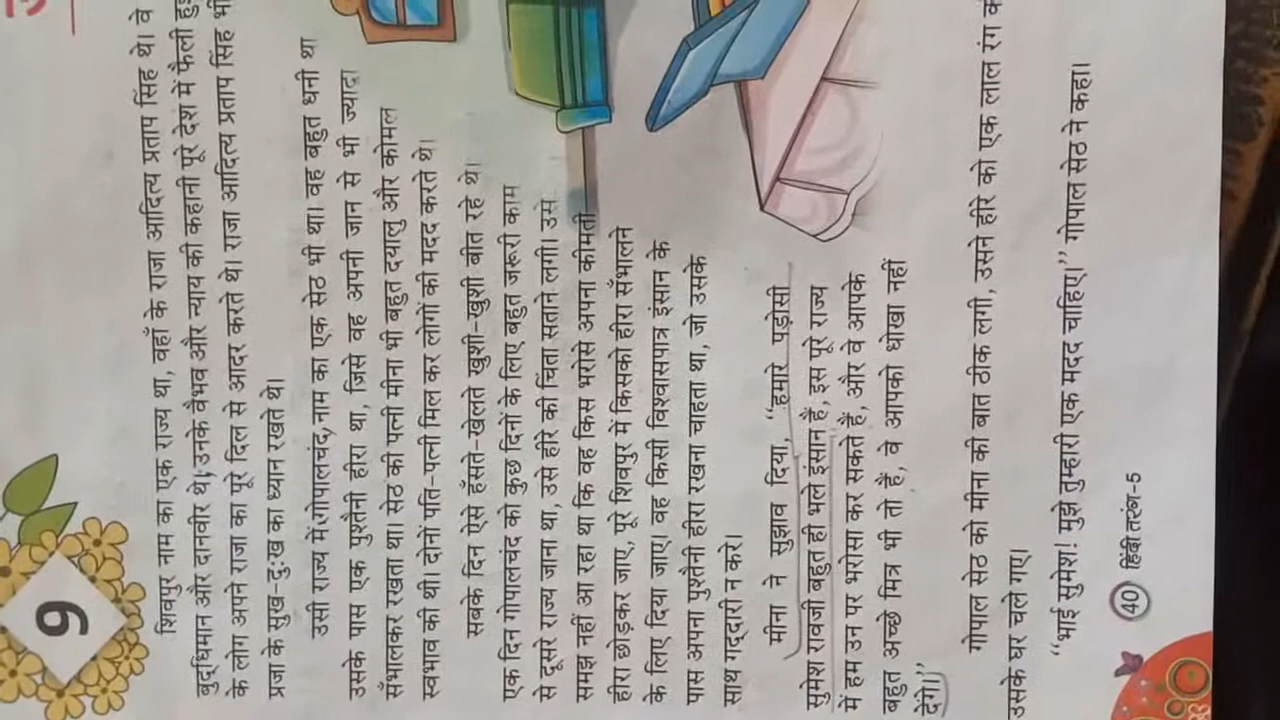 9
शिवपुर नाम का एक राज्य था, वहाँ के राजा आदित्य प्रताप सिंह थे। वे
बुद्धिमान और दानवीर थे। उनके वैभव और न्याय की कहानी पूरे देश में फैली हुई
के लोग अपने राजा का पूरे दिल से आदर करते थे। राजा आदित्य प्रताप सिंह भी
प्रजा के सुख-दुःख का ध्यान रखते थे।
उसी राज्य में गोपालचंद नाम का एक सेठ भी था। वह बहुत धनी था
उसके पास एक पुश्तैनी हीरा था, जिसे वह अपनी जान से भी ज्यादा
सँभालकर रखता था। सेठ की पत्नी मीना भी बहुत दयालु और कोमल
स्वभाव की थी। दोनों पति-पत्नी मिल कर लोगों की मदद करते थे।
सबके दिन ऐसे हँसते-खेलते खुशी-खुशी बीत रहे थे।
एक दिन गोपालचंद को कुछ दिनों के लिए बहुत जरूरी काम
से दूसरे राज्य जाना था, उसे हीरे की चिंता सताने लगी। उसे
समझ नहीं आ रहा था कि वह किस भरोसे अपना कीमती
हीरा छोड़कर जाए, पूरे शिवपुर में किसको हीरा सँभालने
के लिए दिया जाए। वह किसी विश्वासपात्र इंसान के
पास अपना पुश्तैनी हीरा रखना चाहता था, जो उसके
साथ गद्दारी न करे।
मीना ने सुझाव दिया, “हमारे पड़ोसी
सुमेश रावजी बहुत ही भले इंसान हैं, इस पूरे राज्य
में हम उन पर भरोसा कर सकते हैं, और वे आपके
बहुत अच्छे मित्र भी तो हैं, वे आपको धोखा नहीं
देंगे।”
गोपाल सेठ को मीना की बात ठीक लगी, उसने हीरे को एक लाल रंग क
उसके घर चले गए।
“भाई सुमेश! मुझे तुम्हारी एक मदद चाहिए।” गोपाल सेठ ने कहा।
40 हिंदी तरंग-5